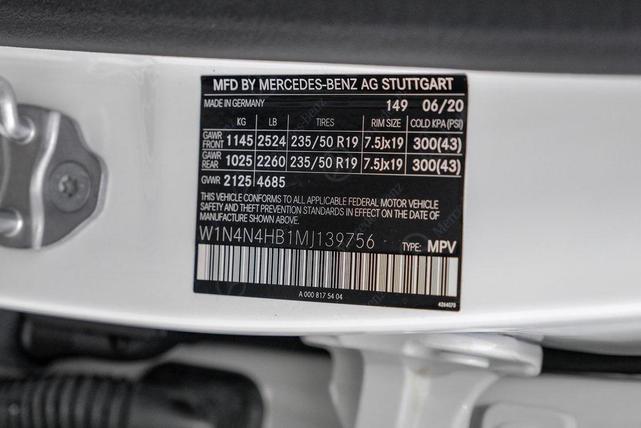 MFD BY MERCEDES-BENZ AG STUTTGART
MADE IN GERMANY 149 06/20
KG LB TIRES RIM SIZE COLD KPA (PSI)
GAWR FRONT 1145 2524 235/50 R19 7.5Jx19 300(43)
GAWR REAR 1025 2260 235/50 R19 7.5Jx19 300(43)
GVWR 2125 4685
THIS VEHICLE CONFORMS TO ALL APPLICABLE FEDERAL MOTOR VEHICLE
SAFETY AND THEFT PREVENTION STANDARDS IN EFFECT ON THE DATE OF
MANUFACTURE SHOWN ABOVE.
W1N4N4HB1MJ139756 TYPE: MPV
A 000 817 54 04